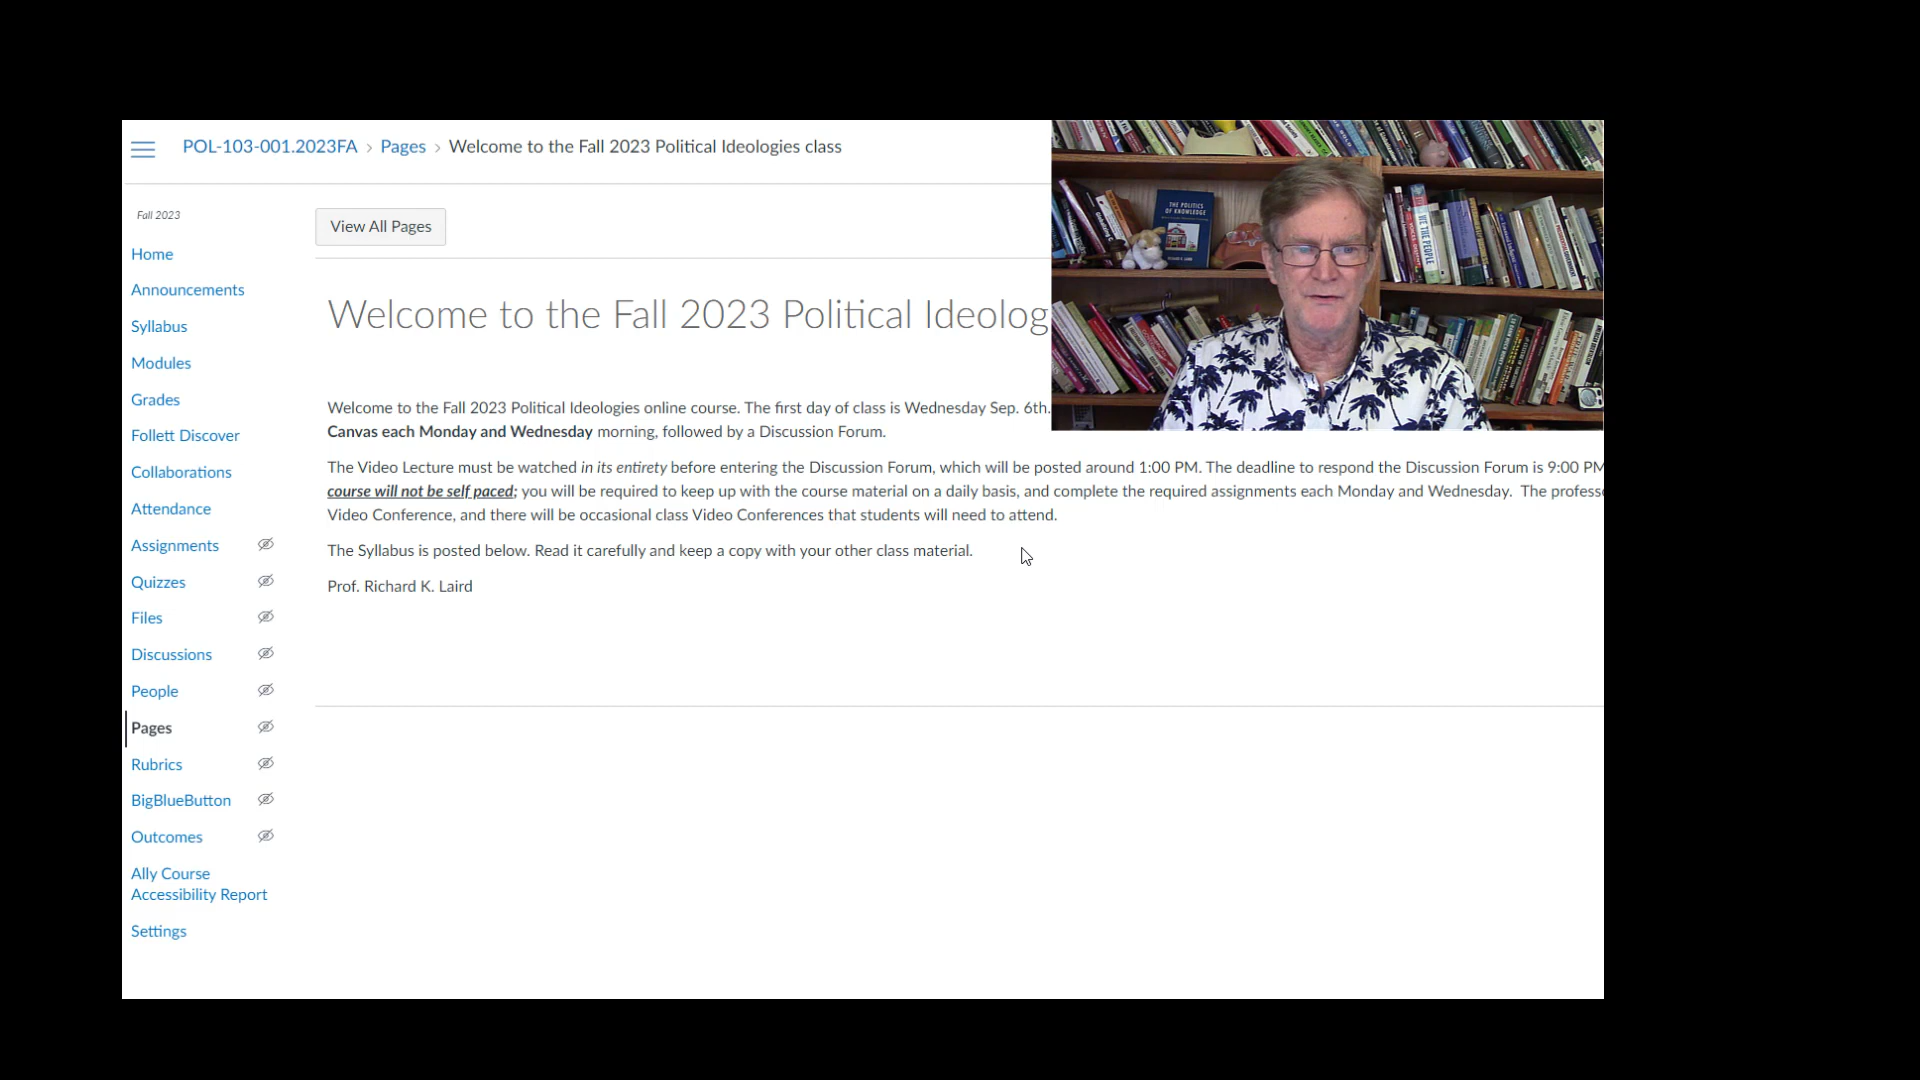 POL-103-001.2023FA › Pages › Welcome to the Fall 2023 Political Ideologies class
Fall 2023
Home
Announcements
Syllabus
Modules
Grades
Follett Discover
Collaborations
Attendance
Assignments
Quizzes
Files
Discussions
People
Pages
Rubrics
BigBlueButton
Outcomes
Ally Course
Accessibility Report
Settings
View All Pages
Welcome to the Fall 2023 Political Ideolog
Welcome to the Fall 2023 Political Ideologies online course. The first day of class is Wednesday Sep. 6th.
Canvas each Monday and Wednesday morning, followed by a Discussion Forum.
The Video Lecture must be watched in its entirety before entering the Discussion Forum, which will be posted around 1:00 PM. The deadline to respond the Discussion Forum is 9:00 PM
course will not be self paced; you will be required to keep up with the course material on a daily basis, and complete the required assignments each Monday and Wednesday. The profess
Video Conference, and there will be occasional class Video Conferences that students will need to attend.
The Syllabus is posted below. Read it carefully and keep a copy with your other class material.
Prof. Richard K. Laird
THE POLITICS
OF KNOWLEDGE
RICHARD K. LAIRD
WE THE PEOPLE